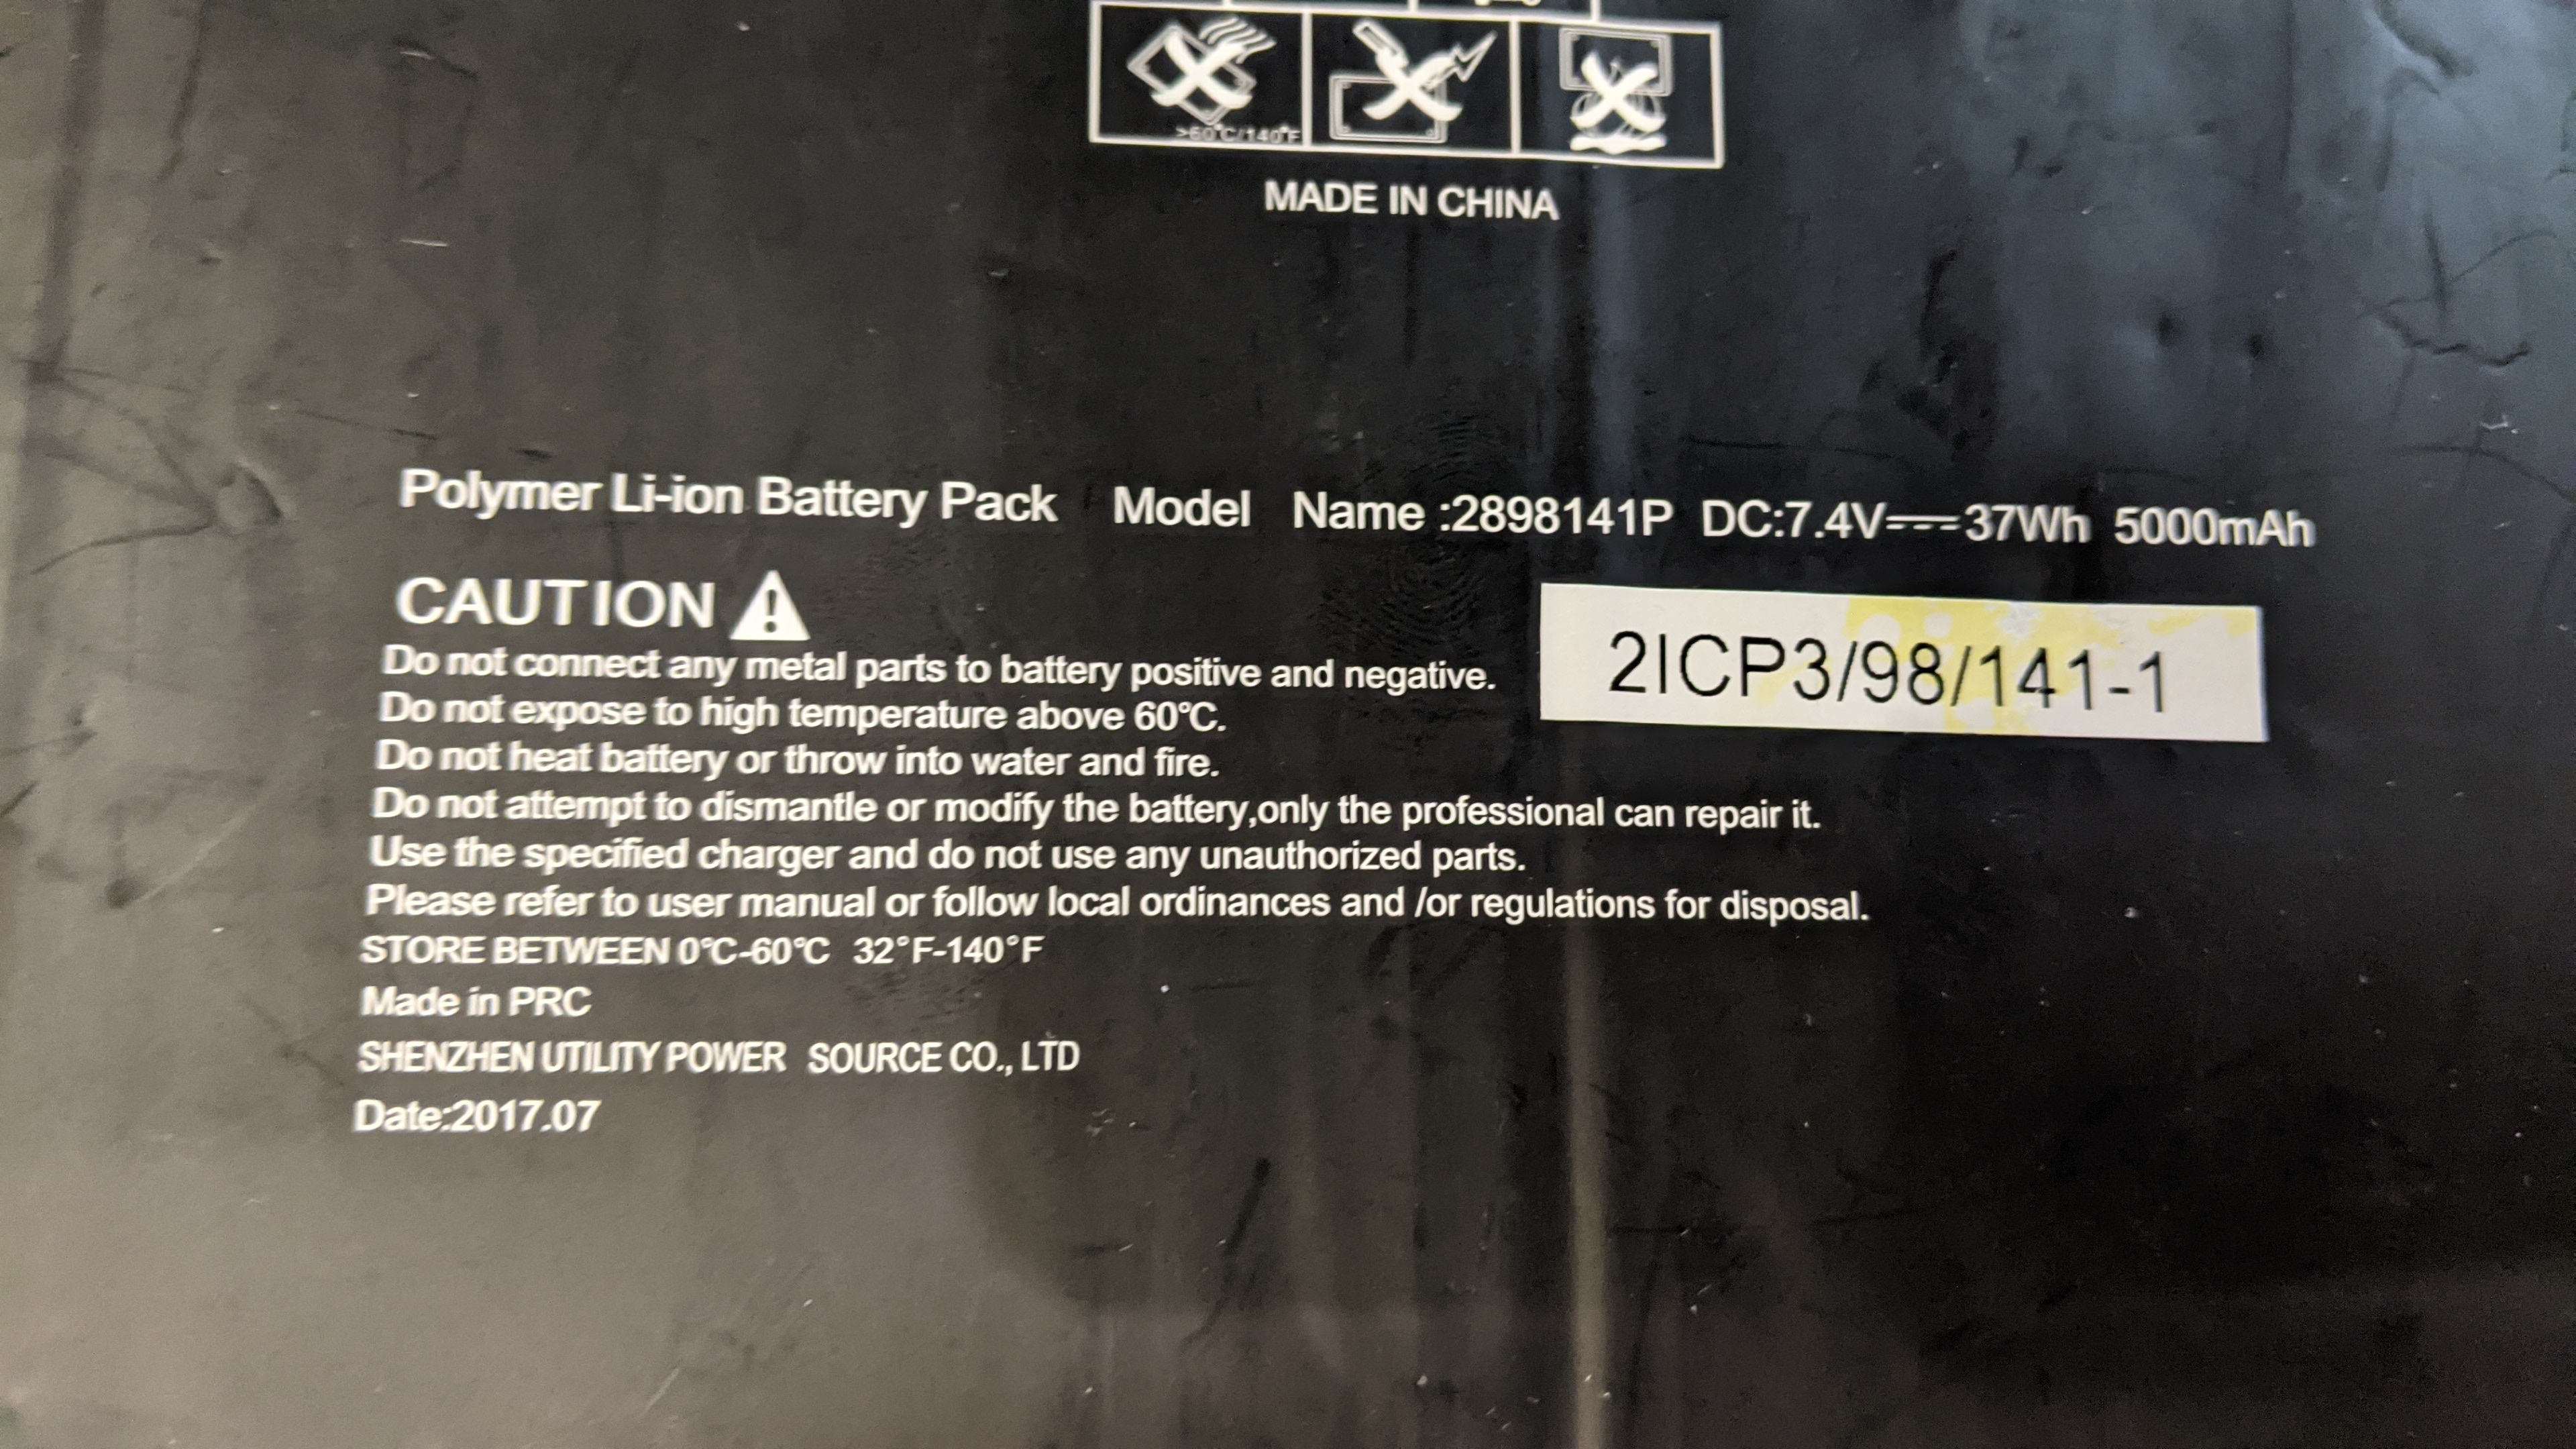 >60°C/140°F
MADE IN CHINA
Polymer Li-ion Battery Pack Model Name :2898141P DC:7.4V⎓37Wh 5000mAh
CAUTION
Do not connect any metal parts to battery positive and negative.
2ICP3/98/141-1
Do not expose to high temperature above 60℃.
Do not heat battery or throw into water and fire.
Do not attempt to dismantle or modify the battery,only the professional can repair it.
Use the specified charger and do not use any unauthorized parts.
Please refer to user manual or follow local ordinances and /or regulations for disposal.
STORE BETWEEN 0℃-60℃ 32°F-140°F
Made in PRC
SHENZHEN UTILITY POWER SOURCE CO., LTD
Date:2017.07